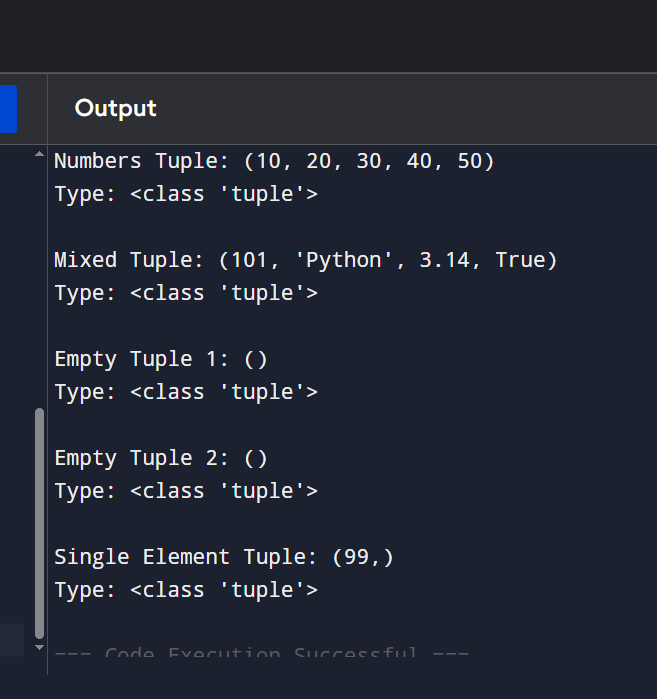 Output
Numbers Tuple: (10, 20, 30, 40, 50)
Type: <class 'tuple'>
Mixed Tuple: (101, 'Python', 3.14, True)
Type: <class 'tuple'>
Empty Tuple 1: ()
Type: <class 'tuple'>
Empty Tuple 2: ()
Type: <class 'tuple'>
Single Element Tuple: (99,)
Type: <class 'tuple'>
=== Code Execution Successful ===